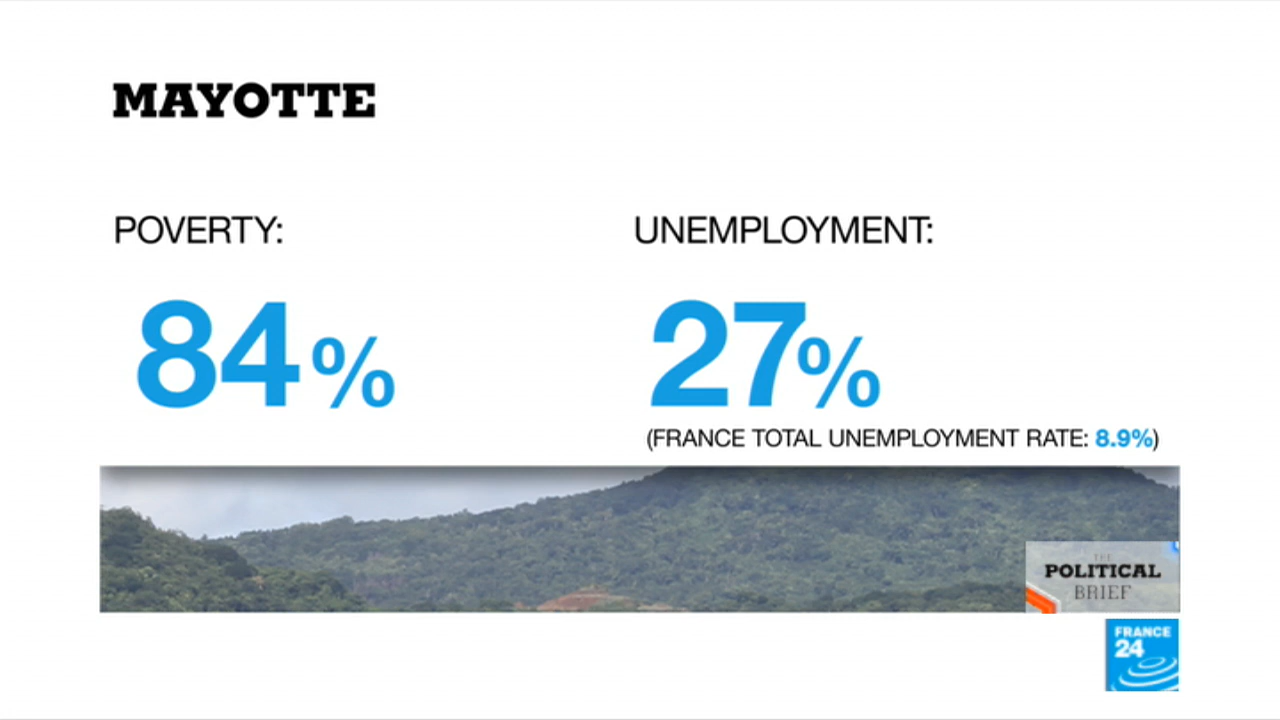 MAYOTTE
POVERTY:
84%
UNEMPLOYMENT:
27%
(FRANCE TOTAL UNEMPLOYMENT RATE: 8.9%)
THE
POLITICAL
BRIEF
FRANCE
24